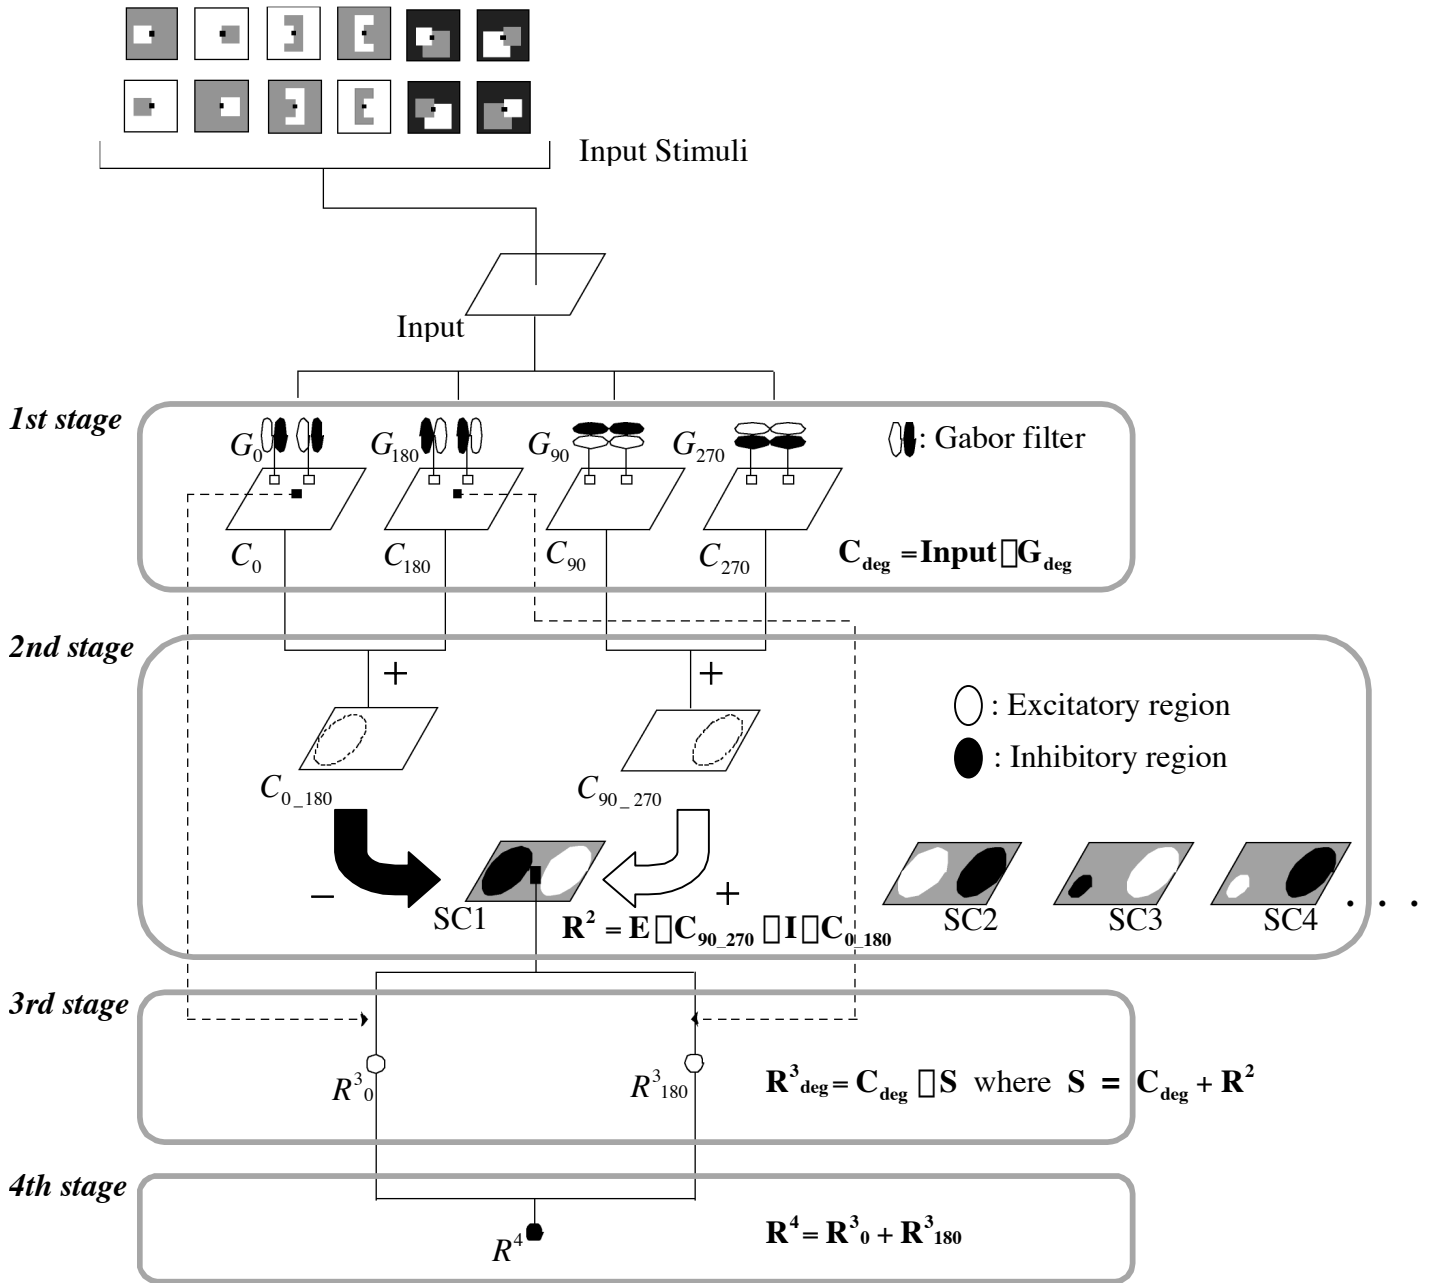 Input Stimuli
Input
1st stage
G0 G180 G90 G270 : Gabor filter
C0 C180 C90 C270 Cdeg = Input □ Gdeg
2nd stage
+ +
: Excitatory region
: Inhibitory region
C0_180 C90_270
− +
SC1 SC2 SC3 SC4 . . .
R² = E □ C90_270 □ I □ C0_180
3rd stage
R³0 R³180 R³deg = Cdeg □ S where S = Cdeg + R²
4th stage
R⁴ R⁴ = R³0 + R³180